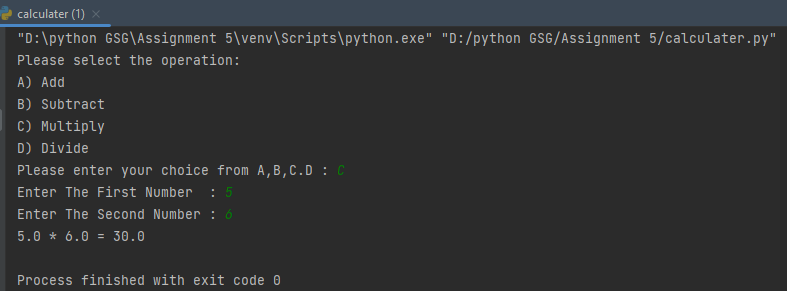 calculater (1)
"D:\python GSG\Assignment 5\venv\Scripts\python.exe" "D:/python GSG/Assignment 5/calculater.py"
Please select the operation:
A) Add
B) Subtract
C) Multiply
D) Divide
Please enter your choice from A,B,C.D : C
Enter The First Number  : 5
Enter The Second Number : 6
5.0 * 6.0 = 30.0
Process finished with exit code 0